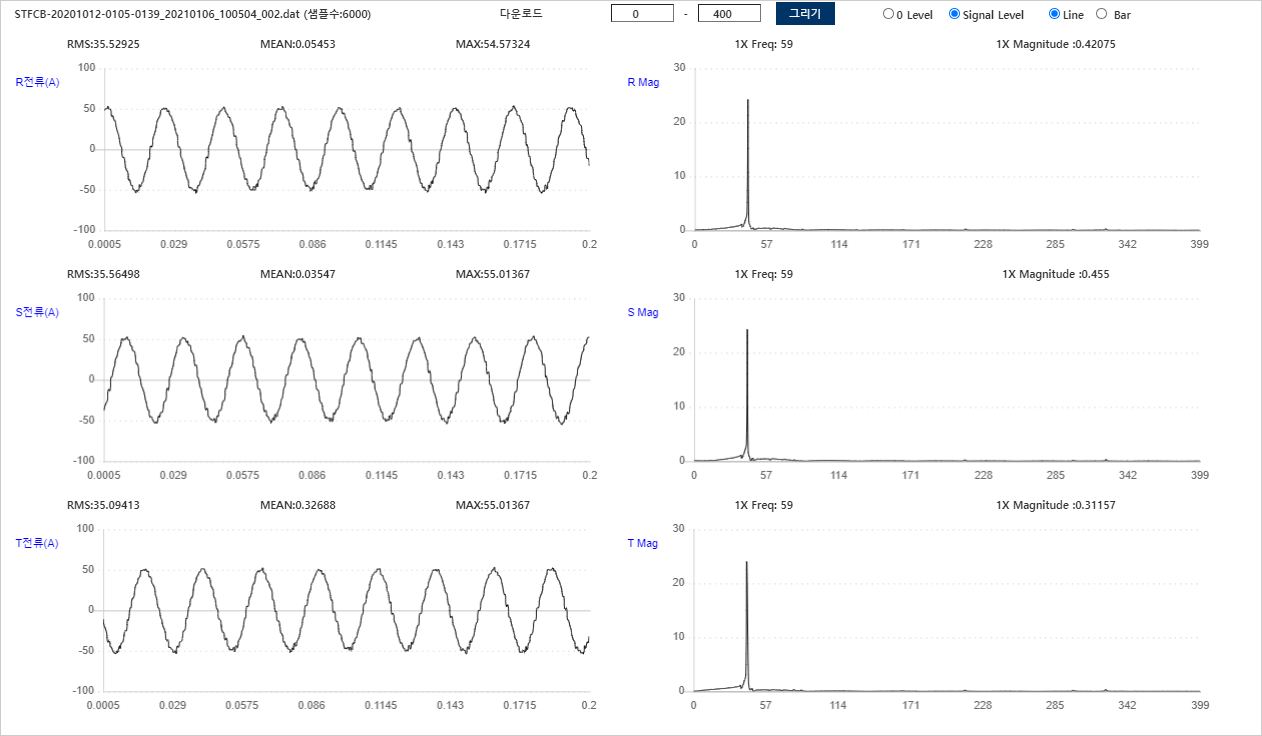 STFCB-20201012-0105-0139_20210106_100504_002.dat (샘플수:6000) 다운로드 0 - 400 그리기 0 Level Signal Level Line Bar
RMS:35.52925 MEAN:0.05453 MAX:54.57324 1X Freq: 59 1X Magnitude :0.42075
R전류(A) R Mag
100 30
50 20
0 10
-50 0
-100
0.0005 0.029 0.0575 0.086 0.1145 0.143 0.1715 0.2 0 57 114 171 228 285 342 399
RMS:35.56498 MEAN:0.03547 MAX:55.01367 1X Freq: 59 1X Magnitude :0.455
S전류(A) S Mag
100 30
50 20
0 10
-50 0
-100
0.0005 0.029 0.0575 0.086 0.1145 0.143 0.1715 0.2 0 57 114 171 228 285 342 399
RMS:35.09413 MEAN:0.32688 MAX:55.01367 1X Freq: 59 1X Magnitude :0.31157
T전류(A) T Mag
100 30
50 20
0 10
-50 0
-100
0.0005 0.029 0.0575 0.086 0.1145 0.143 0.1715 0.2 0 57 114 171 228 285 342 399